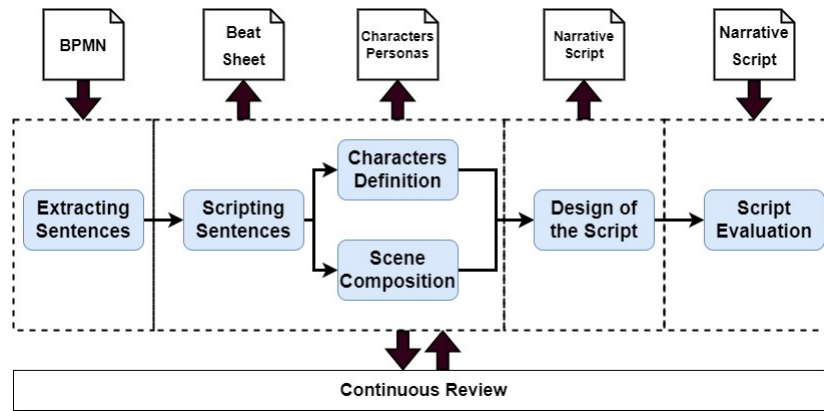 BPMN
Beat
Sheet
Characters
Personas
Narrative
Script
Narrative
Script
Extracting
Sentences
Scripting
Sentences
Characters
Definition
Scene
Composition
Design of
the Script
Script
Evaluation
Continuous Review